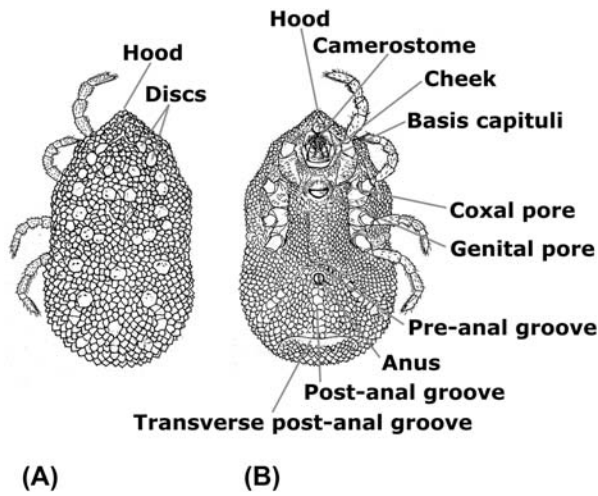 Hood
Camerostome
Hood
Cheek
Discs
Basis capituli
Coxal pore
Genital pore
Pre-anal groove
Anus
Post-anal groove
Transverse post-anal groove
(A)
(B)